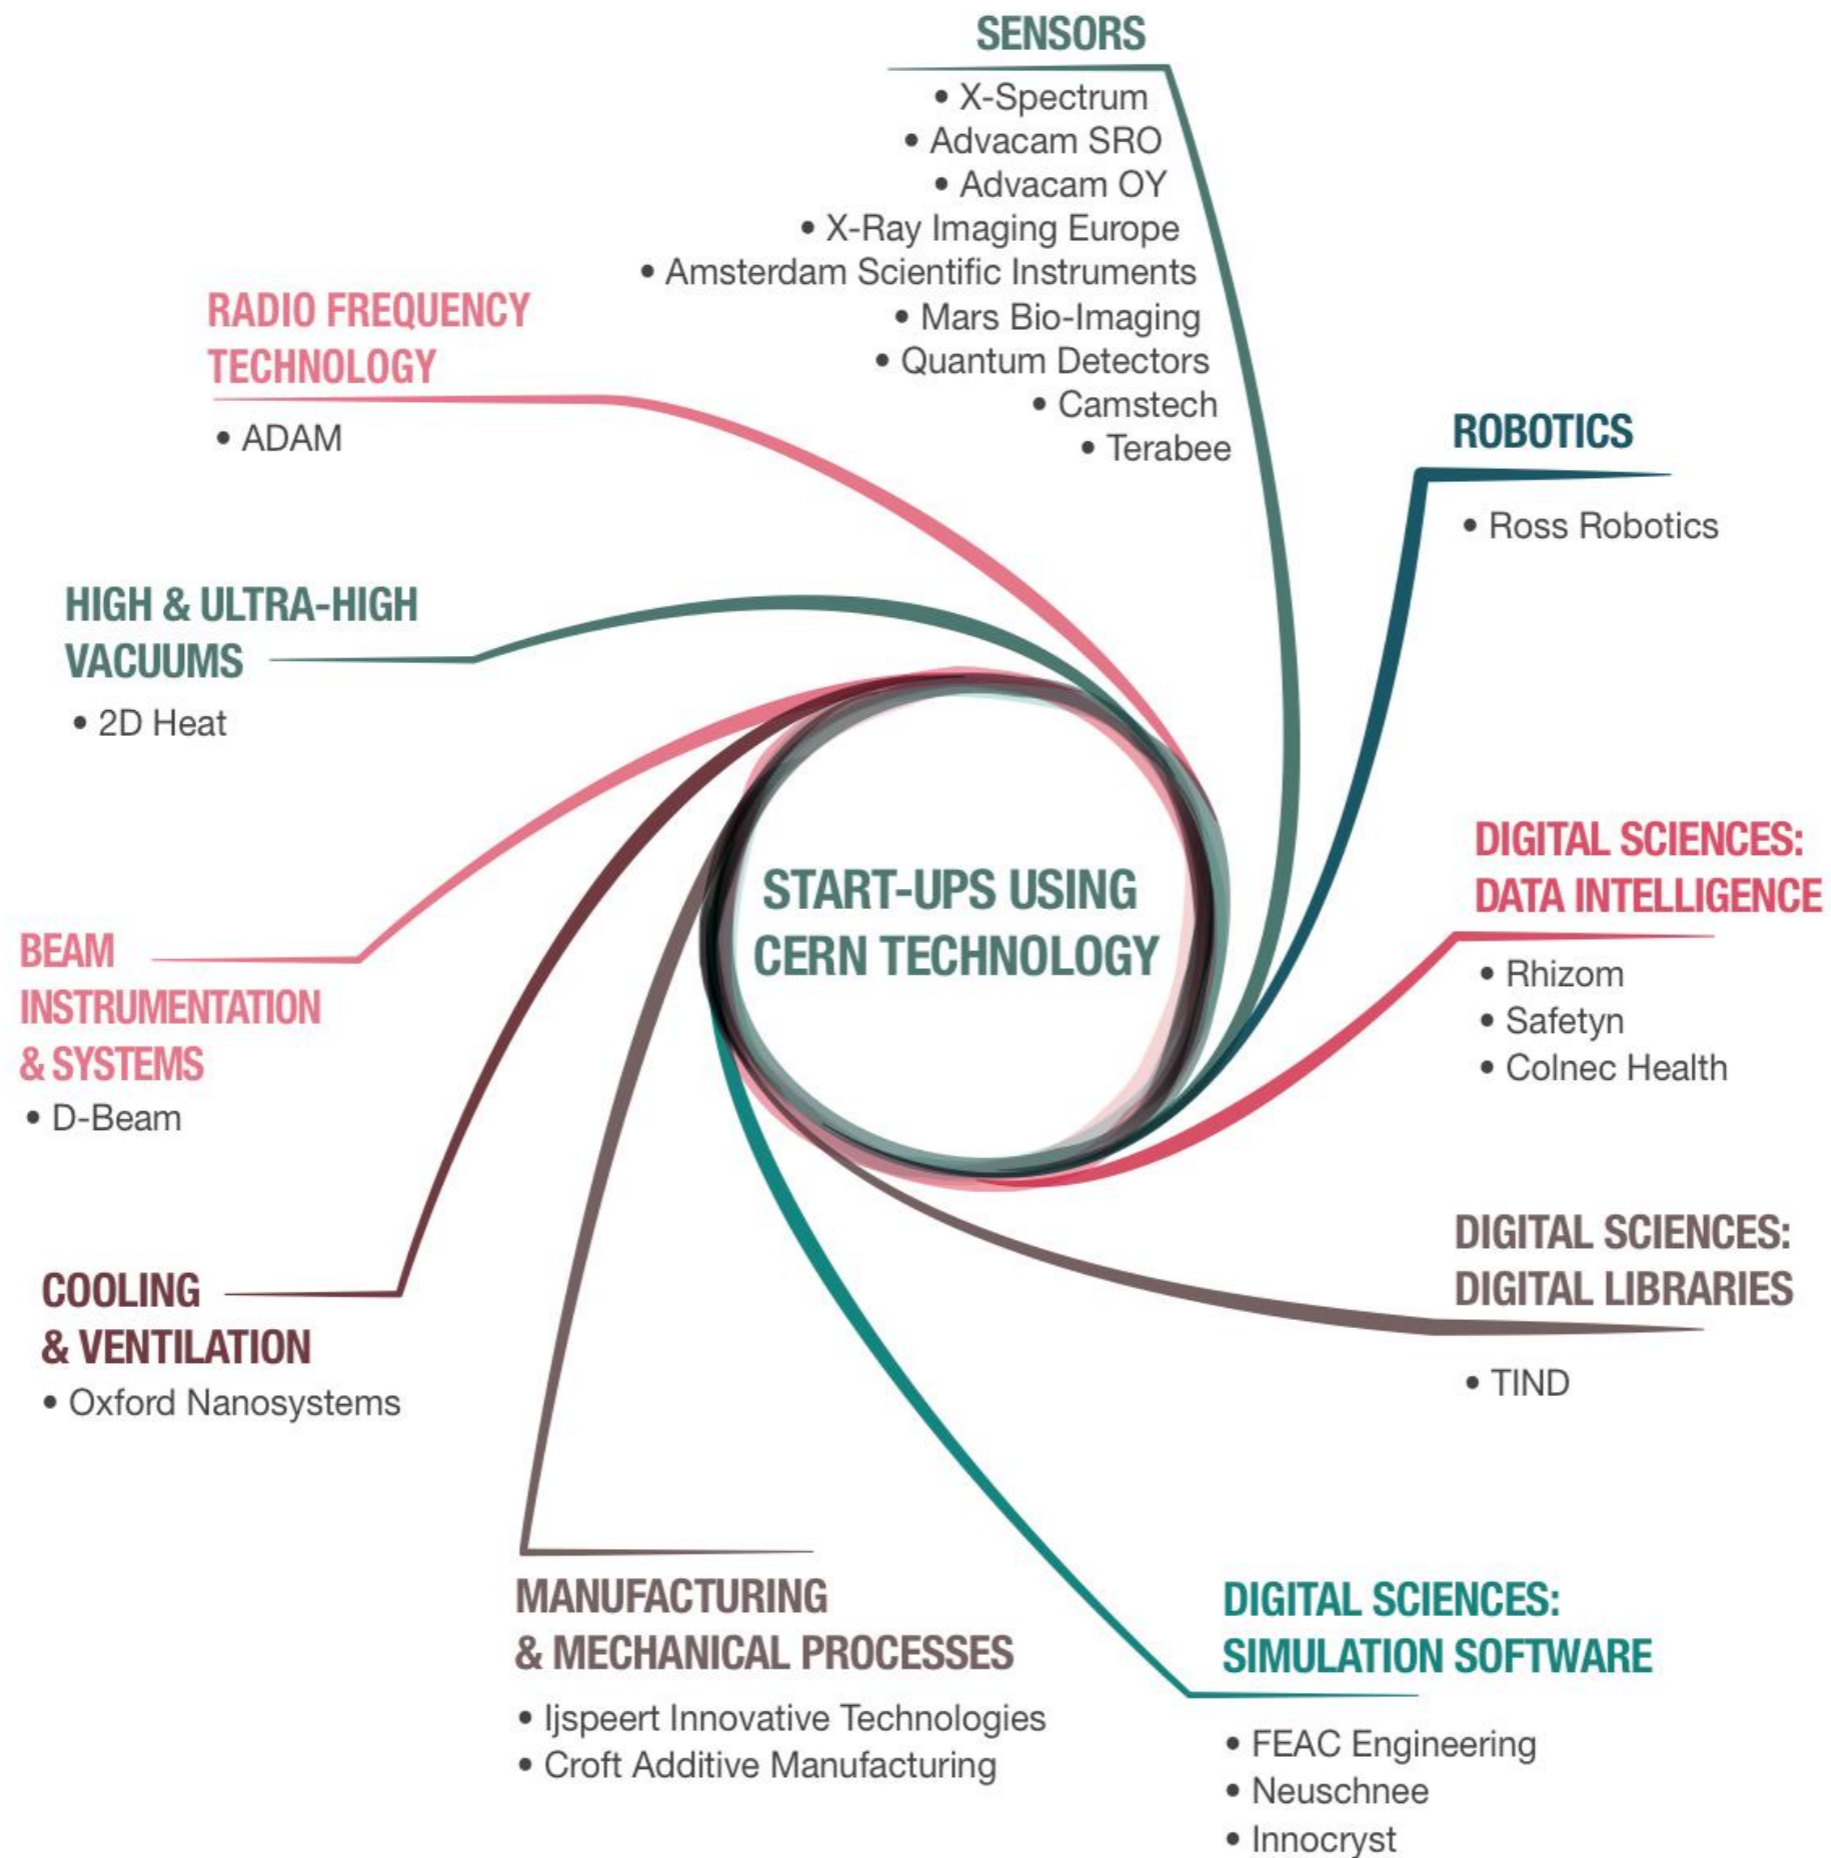 SENSORS
• X-Spectrum
• Advacam SRO
• Advacam OY
• X-Ray Imaging Europe
• Amsterdam Scientific Instruments
• Mars Bio-Imaging
• Quantum Detectors
• Camstech
• Terabee
RADIO FREQUENCY
TECHNOLOGY
• ADAM
ROBOTICS
• Ross Robotics
HIGH & ULTRA-HIGH
VACUUMS
• 2D Heat
START-UPS USING
CERN TECHNOLOGY
DIGITAL SCIENCES:
DATA INTELLIGENCE
• Rhizom
• Safetyn
• Colnec Health
BEAM
INSTRUMENTATION
& SYSTEMS
• D-Beam
DIGITAL SCIENCES:
DIGITAL LIBRARIES
• TIND
COOLING
& VENTILATION
• Oxford Nanosystems
MANUFACTURING
& MECHANICAL PROCESSES
• Ijspeert Innovative Technologies
• Croft Additive Manufacturing
DIGITAL SCIENCES:
SIMULATION SOFTWARE
• FEAC Engineering
• Neuschnee
• Innocryst